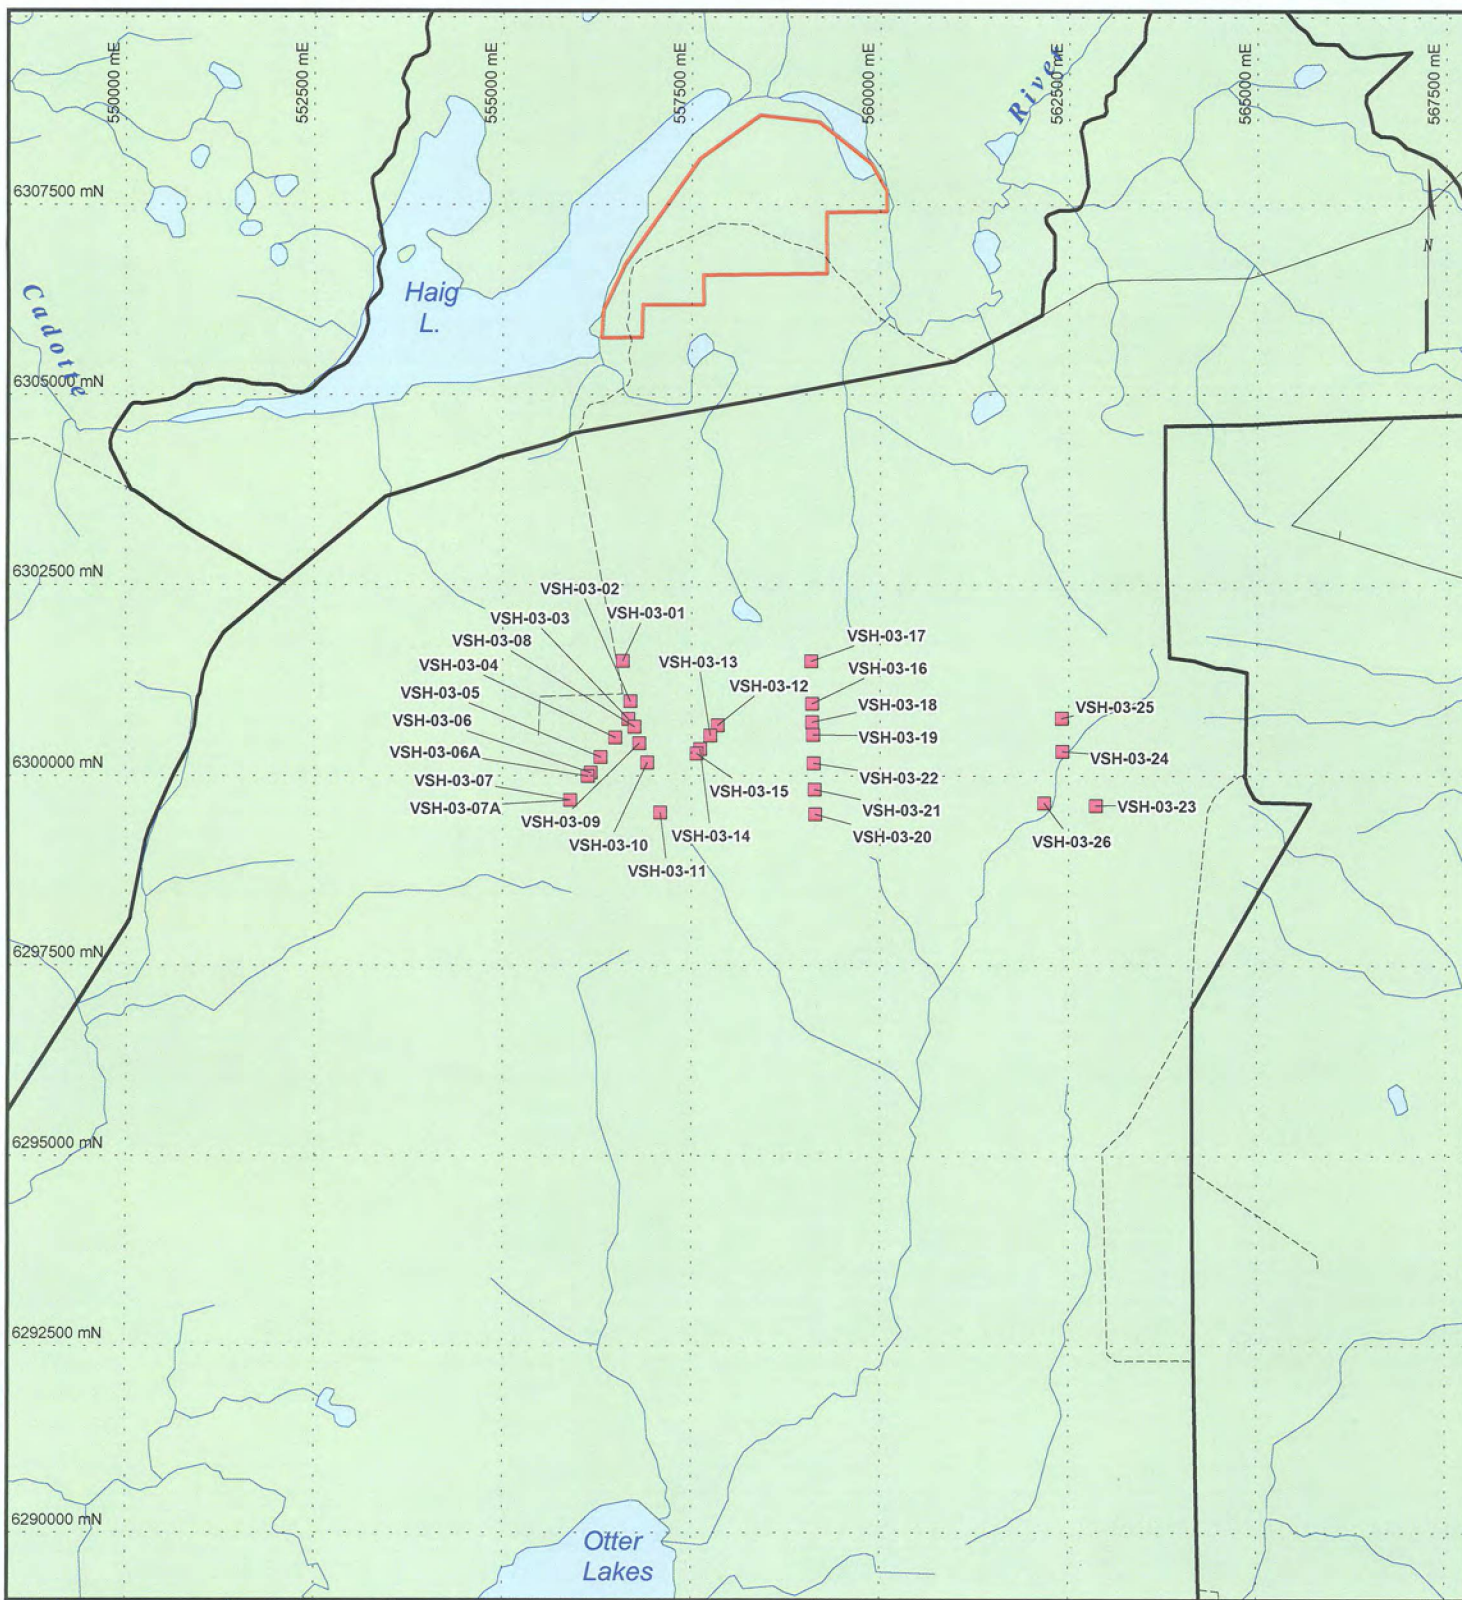 550000 mE
552500 mE
555000 mE
557500 mE
560000 mE
562500 mE
565000 mE
567500 mE
River
6307500 mN
N
Cadotte
Haig
L.
6305000 mN
6302500 mN
VSH-03-02
VSH-03-01
VSH-03-03
VSH-03-08
VSH-03-04
VSH-03-05
VSH-03-06
VSH-03-06A
VSH-03-07
VSH-03-07A
VSH-03-09
VSH-03-10
VSH-03-11
VSH-03-13
VSH-03-12
VSH-03-15
VSH-03-14
VSH-03-17
VSH-03-16
VSH-03-18
VSH-03-19
VSH-03-22
VSH-03-21
VSH-03-20
VSH-03-25
VSH-03-24
VSH-03-23
VSH-03-26
6300000 mN
6297500 mN
6295000 mN
6292500 mN
6290000 mN
Otter
Lakes